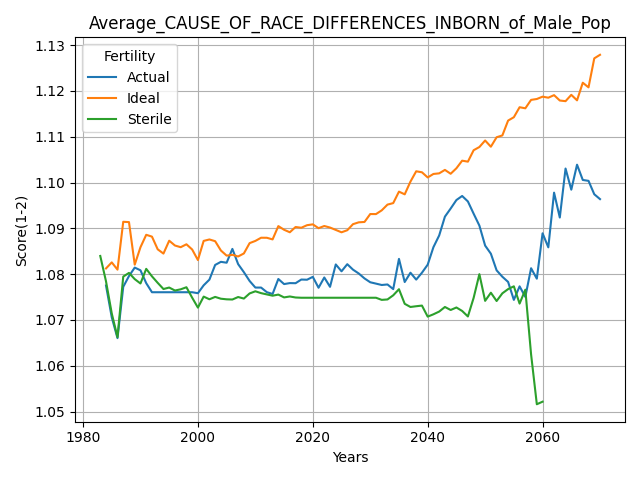 Average_CAUSE_OF_RACE_DIFFERENCES_INBORN_of_Male_Pop
Fertility
Actual
Ideal
Sterile
Score(1-2)
1.13
1.12
1.11
1.10
1.09
1.08
1.07
1.06
1.05
1980
2000
2020
2040
2060
Years